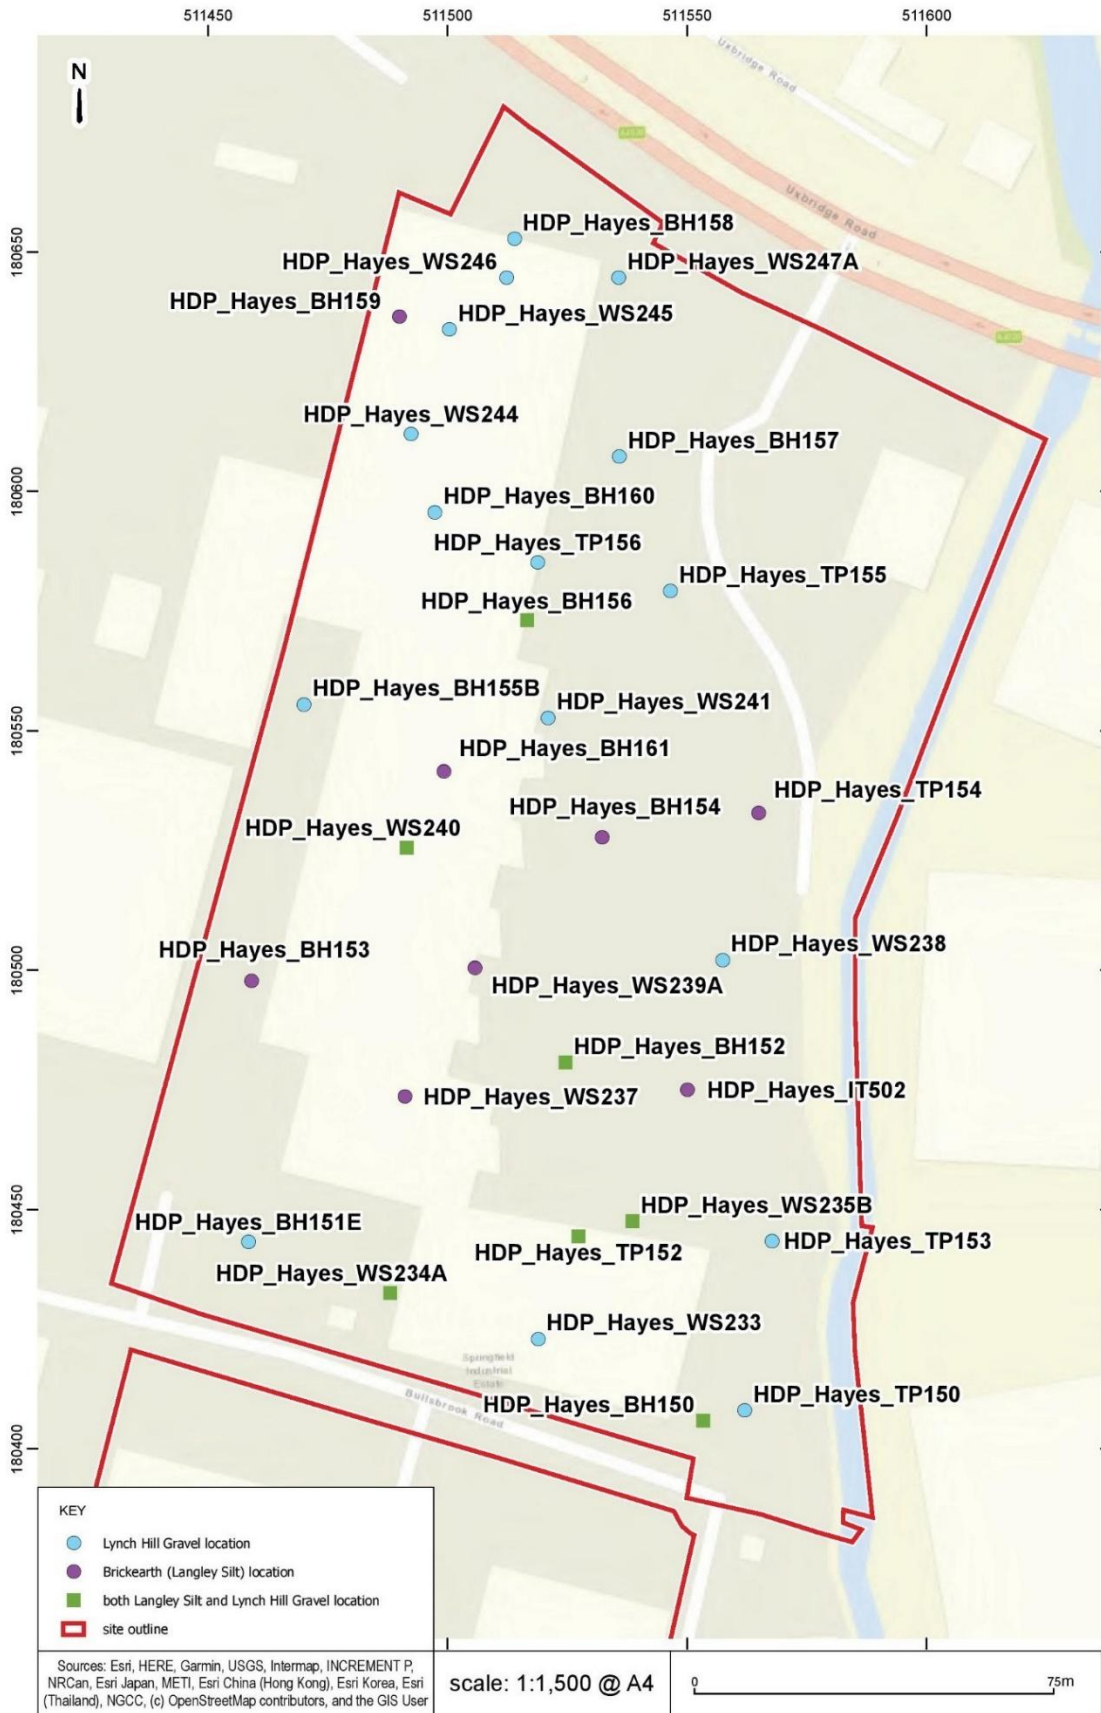 511450
511500
511550
511600
N
Uxbridge Road
Uxbridge Road
HDP_Hayes_BH158
HDP_Hayes_WS246
HDP_Hayes_WS247A
HDP_Hayes_BH159
HDP_Hayes_WS245
180650
HDP_Hayes_WS244
HDP_Hayes_BH157
HDP_Hayes_BH160
180600
HDP_Hayes_TP156
HDP_Hayes_TP155
HDP_Hayes_BH156
HDP_Hayes_BH155B
HDP_Hayes_WS241
180550
HDP_Hayes_BH161
HDP_Hayes_TP154
HDP_Hayes_BH154
HDP_Hayes_WS240
HDP_Hayes_BH153
HDP_Hayes_WS238
180500
HDP_Hayes_WS239A
HDP_Hayes_BH152
HDP_Hayes_IT502
HDP_Hayes_WS237
180450
HDP_Hayes_WS235B
HDP_Hayes_BH151E
HDP_Hayes_TP153
HDP_Hayes_TP152
HDP_Hayes_WS234A
HDP_Hayes_WS233
Springfield
Industrial
Estate
HDP_Hayes_TP150
HDP_Hayes_BH150
Bullsbrook Road
180400
KEY
Lynch Hill Gravel location
Brickearth (Langley Silt) location
both Langley Silt and Lynch Hill Gravel location
site outline
Sources: Esri, HERE, Garmin, USGS, Intermap, INCREMENT P,
NRCan, Esri Japan, METI, Esri China (Hong Kong), Esri Korea, Esri
(Thailand), NGCC, (c) OpenStreetMap contributors, and the GIS User
scale: 1:1,500 @ A4
0
75m